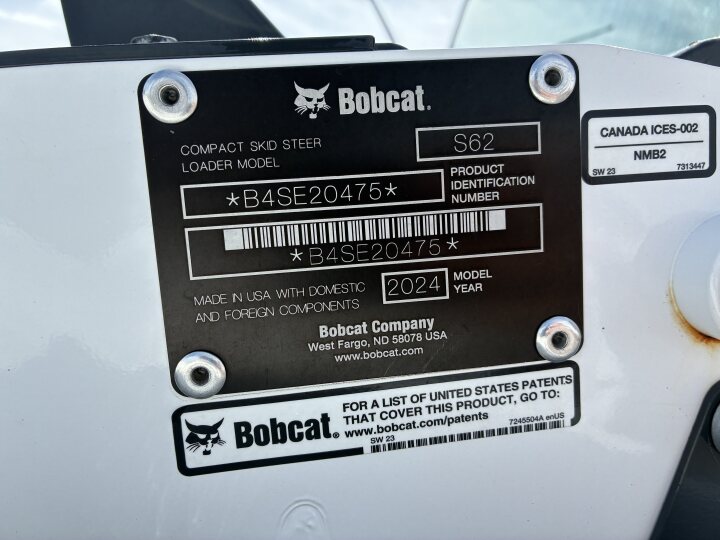 Bobcat.
COMPACT SKID STEER
LOADER MODEL
S62
*B4SE20475*
PRODUCT
IDENTIFICATION
NUMBER
*B4SE20475*
MADE IN USA WITH DOMESTIC
AND FOREIGN COMPONENTS
2024
MODEL
YEAR
Bobcat Company
West Fargo, ND 58078 USA
www.bobcat.com
CANADA ICES-002
NMB2
SW 23
7313447
Bobcat.
FOR A LIST OF UNITED STATES PATENTS
THAT COVER THIS PRODUCT, GO TO:
www.bobcat.com/patents
7245504A enUS
SW 23